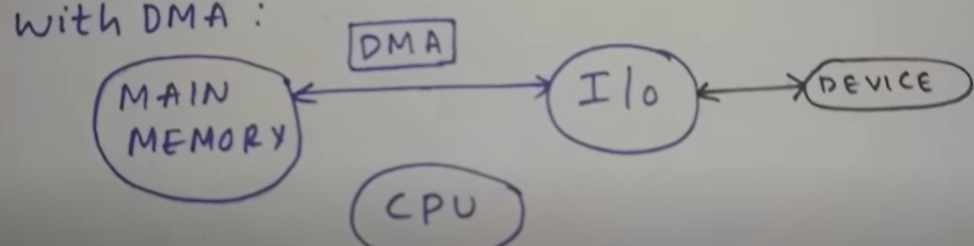 With DMA :
DMA
MAIN
MEMORY
I/O
DEVICE
CPU